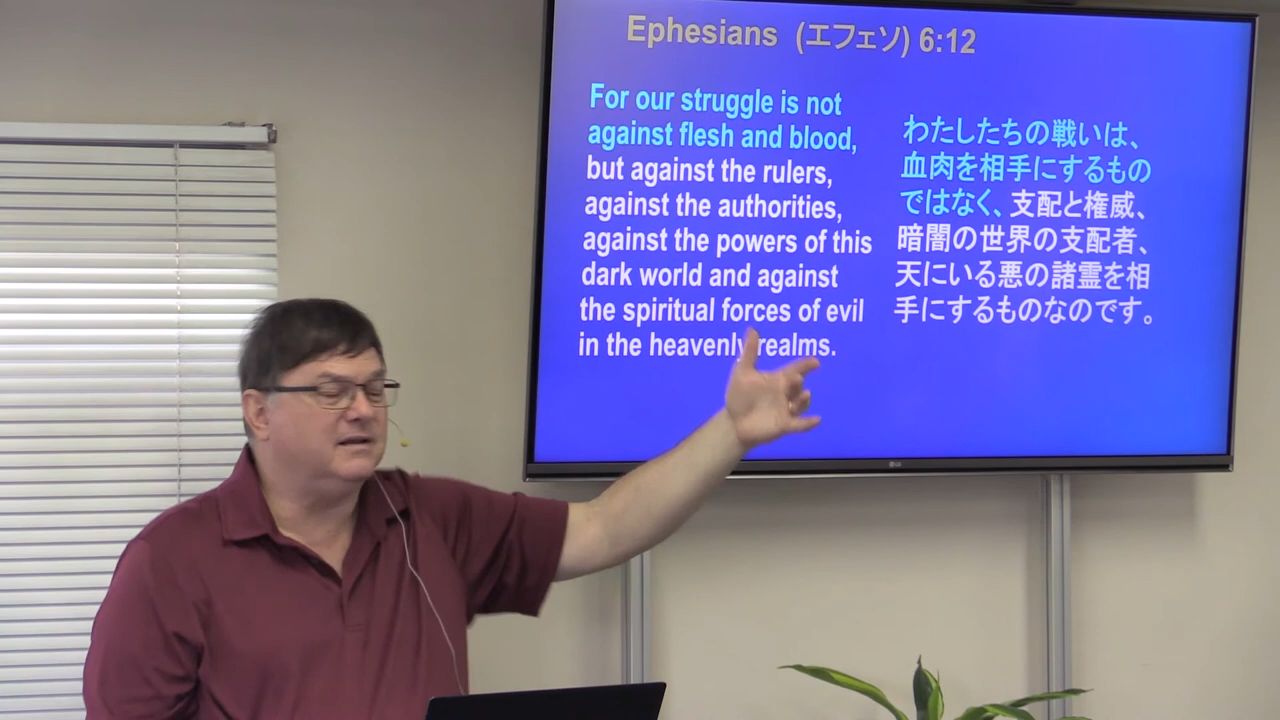 Ephesians (エフェソ) 6:12
For our struggle is not
against flesh and blood,
but against the rulers,
against the authorities,
against the powers of this
dark world and against
the spiritual forces of evil
in the heavenly realms.
わたしたちの戦いは、
血肉を相手にするもの
ではなく、支配と権威、
暗闇の世界の支配者、
天にいる悪の諸霊を相
手にするものなのです。
LG